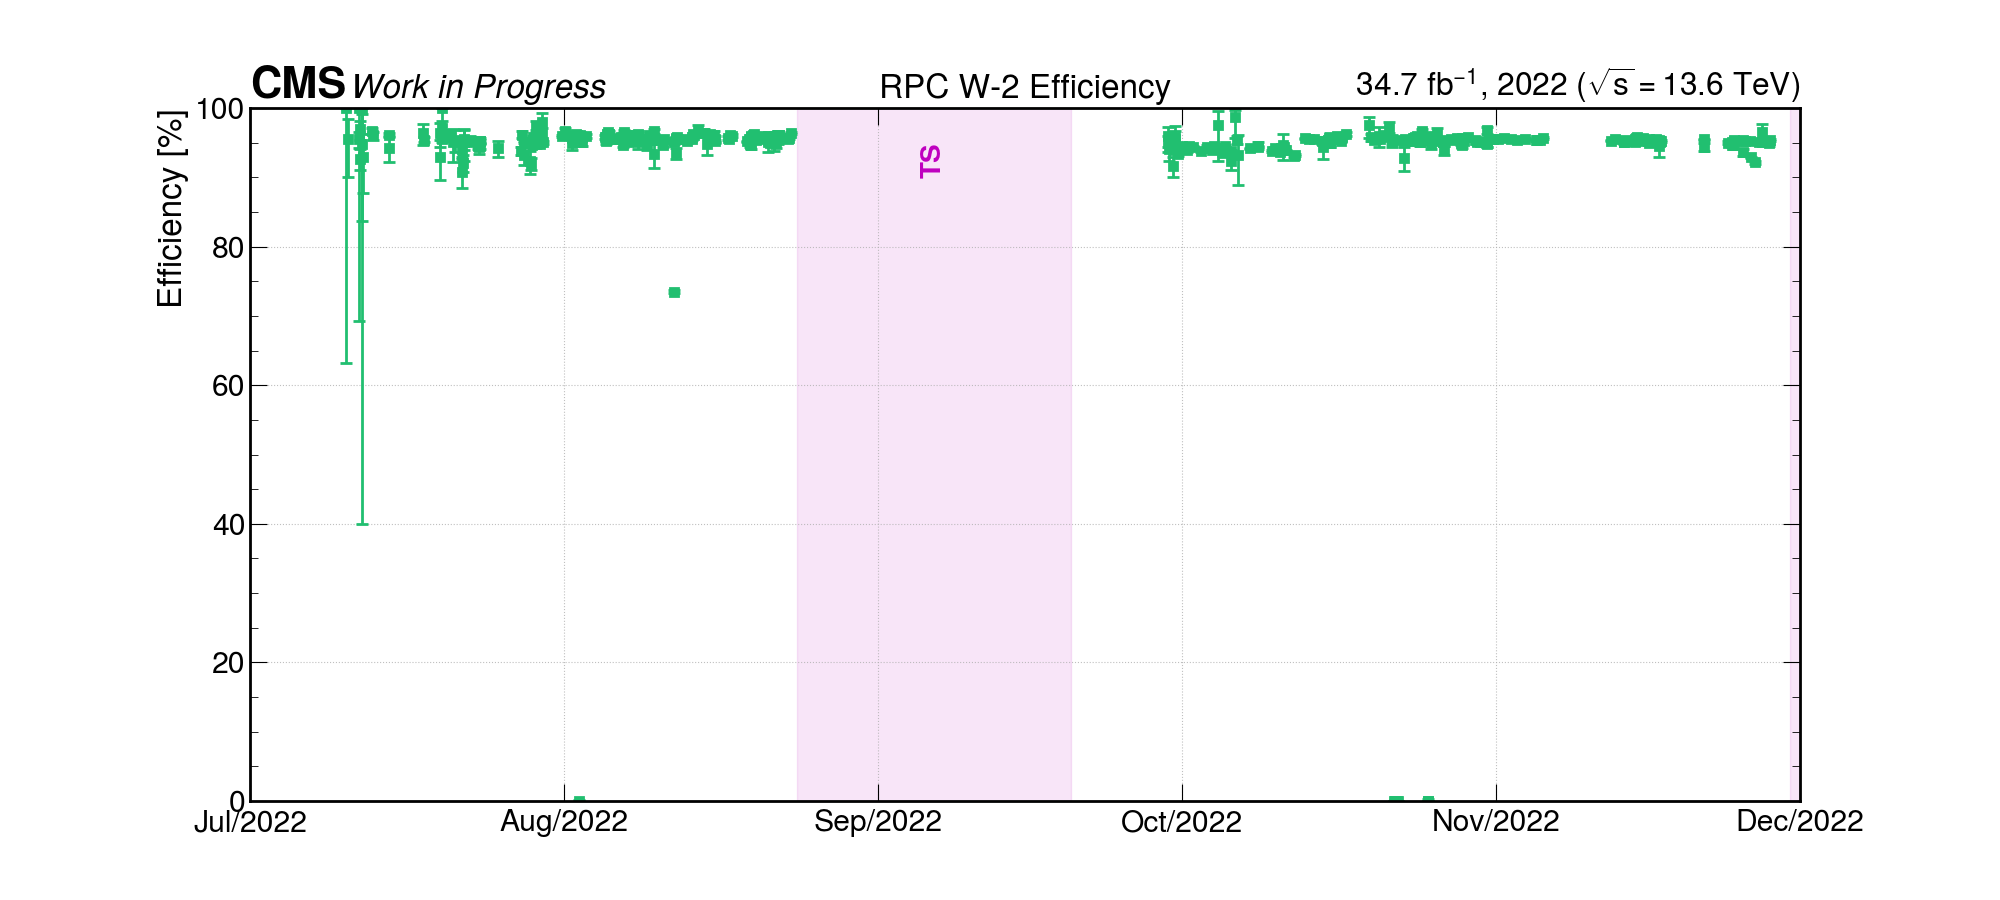 CMS Work in Progress RPC W-2 Efficiency 34.7 fb⁻¹, 2022 (√s = 13.6 TeV)
Efficiency [%]
100
80
60
40
20
0
TS
Jul/2022 Aug/2022 Sep/2022 Oct/2022 Nov/2022 Dec/2022